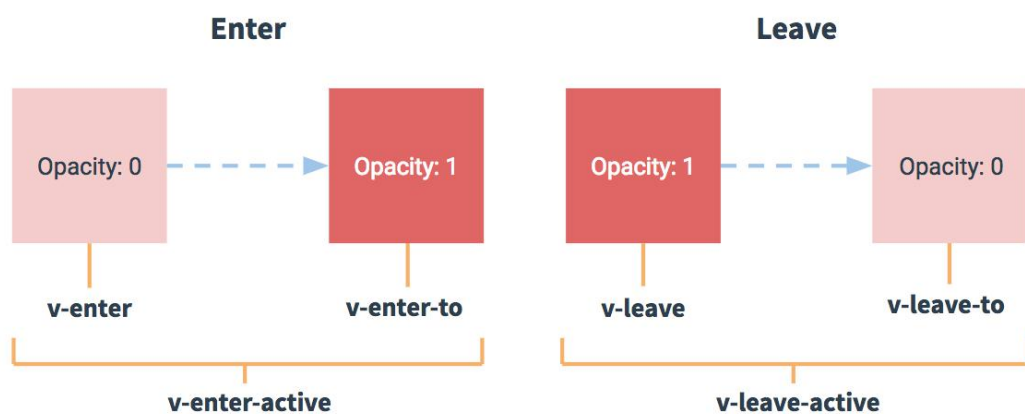 Enter
Leave
Opacity: 0
Opacity: 1
Opacity: 1
Opacity: 0
v-enter
v-enter-to
v-leave
v-leave-to
v-enter-active
v-leave-active